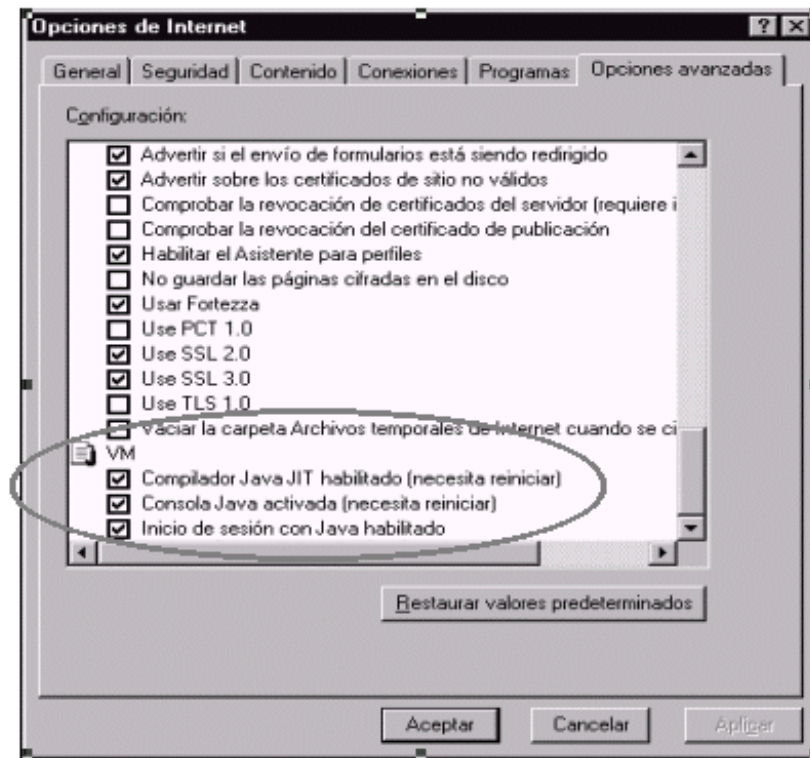 Opciones de Internet
General Seguridad Contenido Conexiones Programas Opciones avanzadas
Configuración:
Advertir si el envío de formularios está siendo redirigido
Advertir sobre los certificados de sitio no válidos
Comprobar la revocación de certificados del servidor (requiere i
Comprobar la revocación del certificado de publicación
Habilitar el Asistente para perfiles
No guardar las páginas cifradas en el disco
Usar Fortezza
Use PCT 1.0
Use SSL 2.0
Use SSL 3.0
Use TLS 1.0
Vaciar la carpeta Archivos temporales de Internet cuando se ci
VM
Compilador Java JIT habilitado (necesita reiniciar)
Consola Java activada (necesita reiniciar)
Inicio de sesión con Java habilitado
Restaurar valores predeterminados
Aceptar Cancelar Aplicar